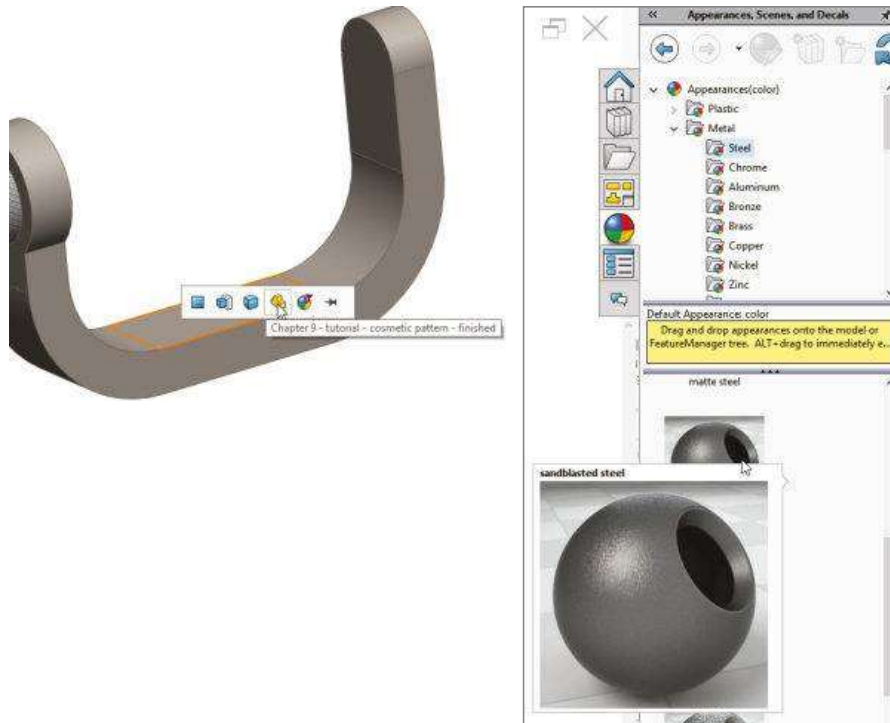 Appearances, Scenes, and Decals
Appearances(color)
Plastic
Metal
Steel
Chrome
Aluminum
Bronze
Brass
Copper
Nickel
Zinc
Chapter 9 - tutorial - cosmetic pattern - finished
Default Appearance: color
Drag and drop appearances onto the model or
FeatureManager tree. ALT+drag to immediately e...
matte steel
sandblasted steel